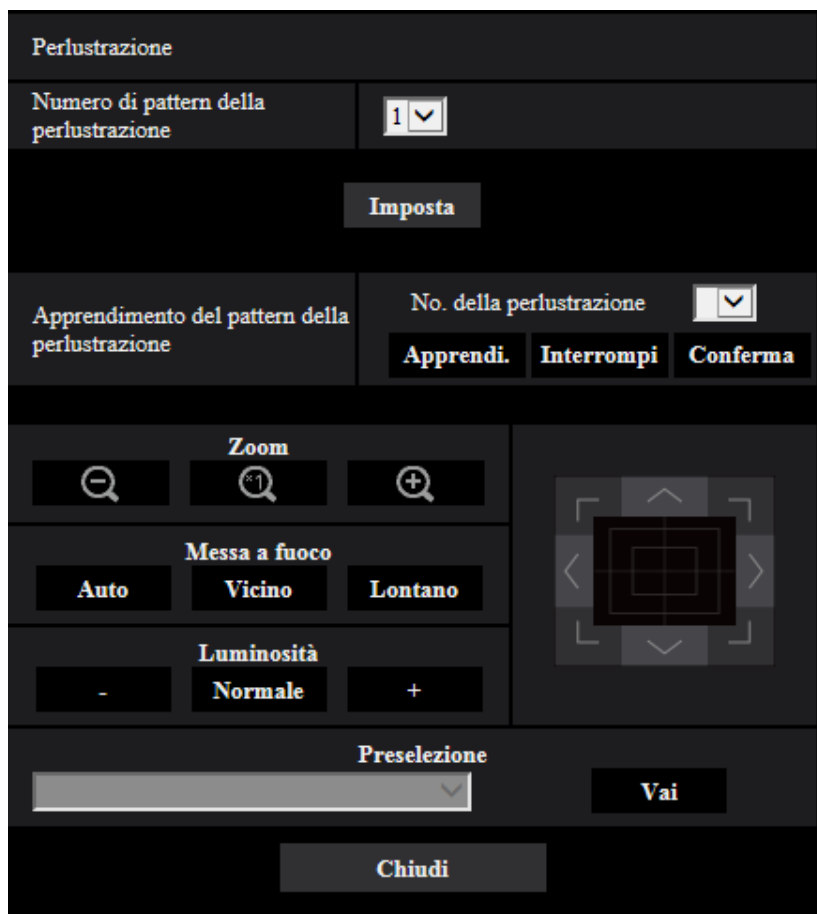 Perlustrazione
Numero di pattern della
perlustrazione
1
Imposta
Apprendimento del pattern della
perlustrazione
No. della perlustrazione
Apprendi. Interrompi Conferma
Zoom
×1
Messa a fuoco
Auto Vicino Lontano
Luminosità
- Normale +
Preselezione
Vai
Chiudi